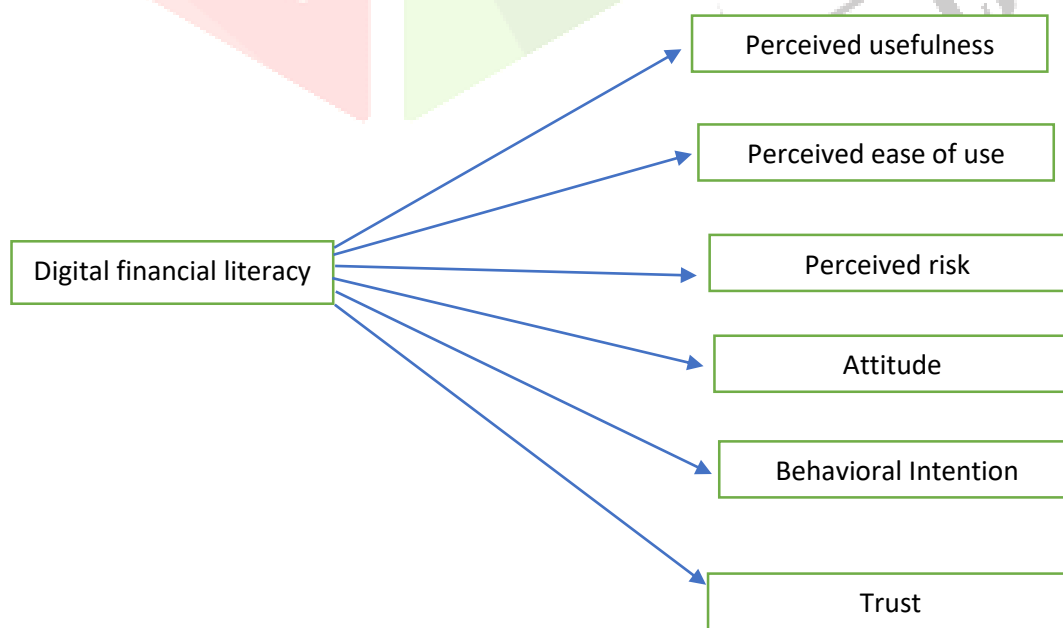 Perceived usefulness
Perceived ease of use
Digital financial literacy
Perceived risk
Attitude
Behavioral Intention
Trust